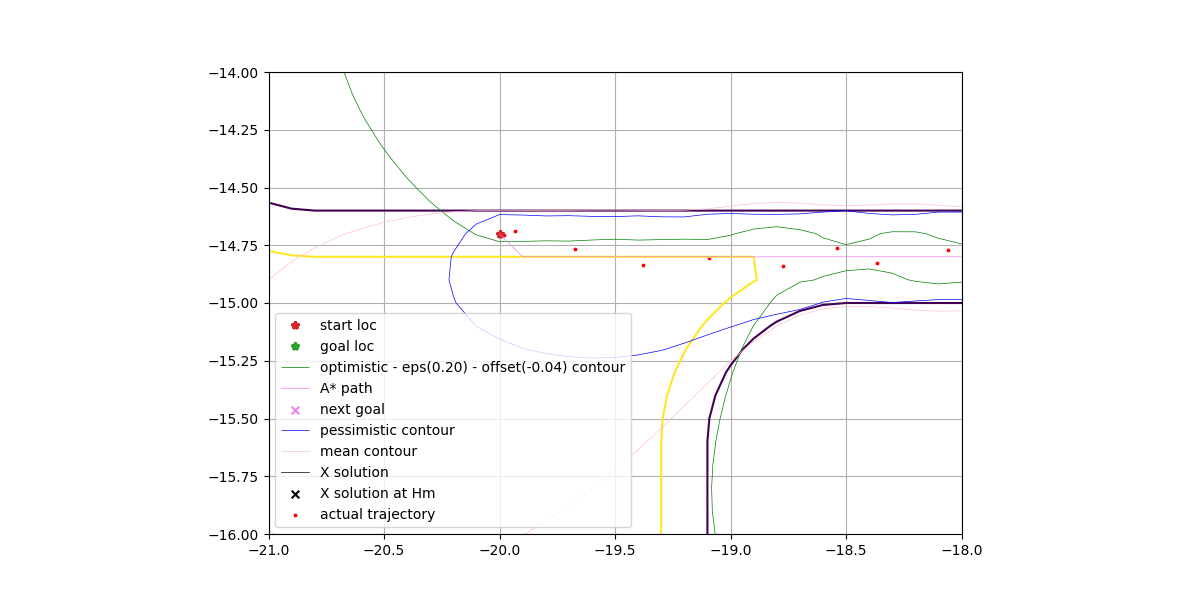 −14.00
−14.25
−14.50
−14.75
−15.00
−15.25
−15.50
−15.75
−16.00
start loc
goal loc
optimistic - eps(0.20) - offset(-0.04) contour
A* path
next goal
pessimistic contour
mean contour
X solution
X solution at Hm
actual trajectory
−21.0 −20.5 −20.0 −19.5 −19.0 −18.5 −18.0